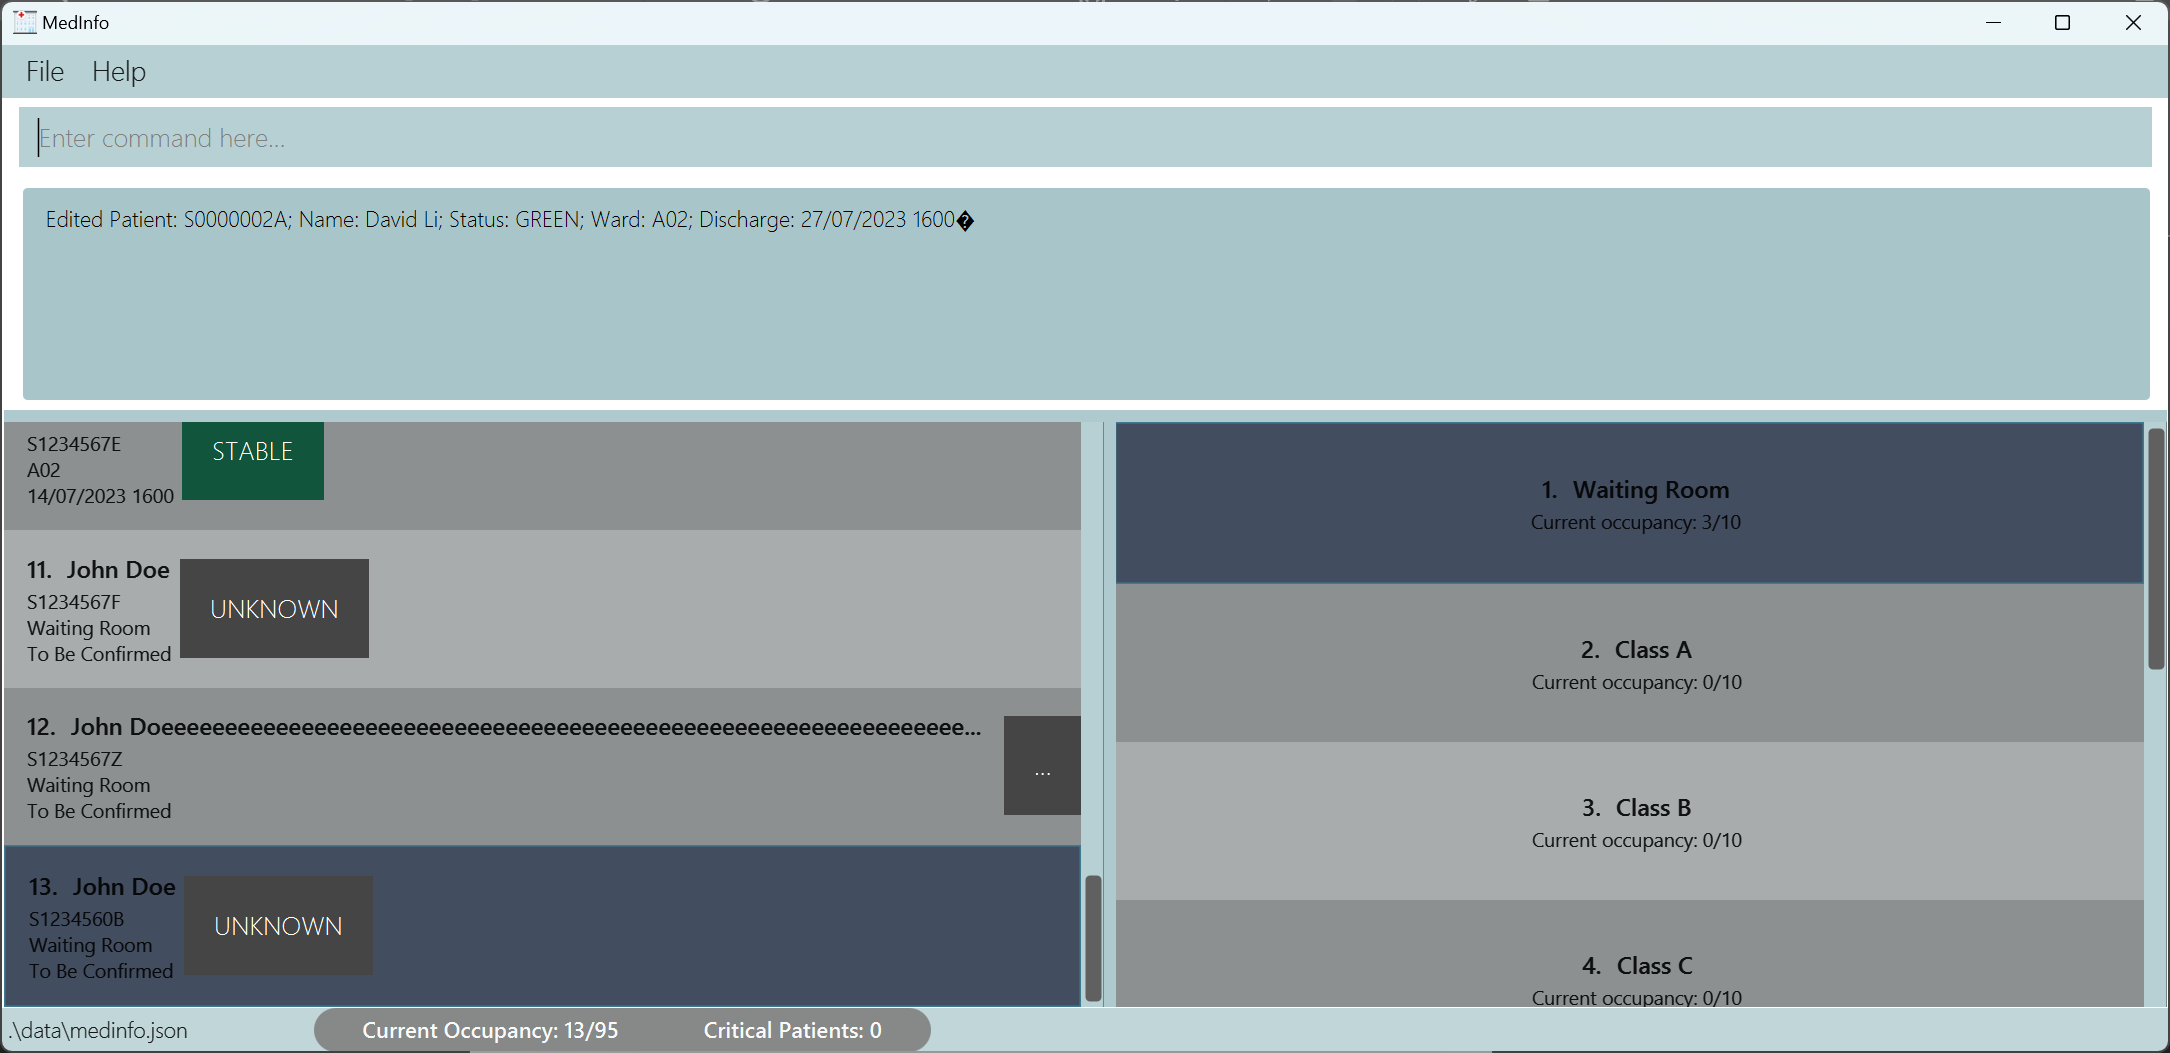 MedInfo
File Help
Enter command here...
Edited Patient: S0000002A; Name: David Li; Status: GREEN; Ward: A02; Discharge: 27/07/2023 1600�
S1234567E
A02
14/07/2023 1600
STABLE
11. John Doe
S1234567F
Waiting Room
To Be Confirmed
UNKNOWN
12. John Doeeeeeeeeeeeeeeeeeeeeeeeeeeeeeeeeeeeeeeeeeeeeeeeeeeeeeeeeeeeeeee...
S1234567Z
Waiting Room
To Be Confirmed
...
13. John Doe
S1234560B
Waiting Room
To Be Confirmed
UNKNOWN
1. Waiting Room
Current occupancy: 3/10
2. Class A
Current occupancy: 0/10
3. Class B
Current occupancy: 0/10
4. Class C
Current occupancy: 0/10
.\data\medinfo.json
Current Occupancy: 13/95 Critical Patients: 0